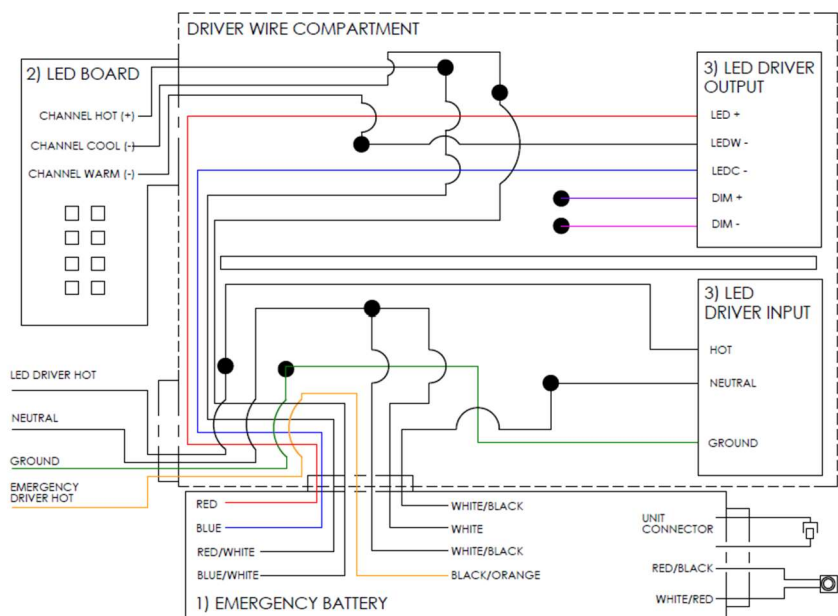 DRIVER WIRE COMPARTMENT
2) LED BOARD
CHANNEL HOT (+)
CHANNEL COOL (-)
CHANNEL WARM (-)
3) LED DRIVER
OUTPUT
LED +
LEDW -
LEDC -
DIM +
DIM -
3) LED
DRIVER INPUT
HOT
NEUTRAL
GROUND
LED DRIVER HOT
NEUTRAL
GROUND
EMERGENCY
DRIVER HOT
RED
BLUE
RED/WHITE
BLUE/WHITE
WHITE/BLACK
WHITE
WHITE/BLACK
BLACK/ORANGE
UNIT
CONNECTOR
RED/BLACK
WHITE/RED
1) EMERGENCY BATTERY